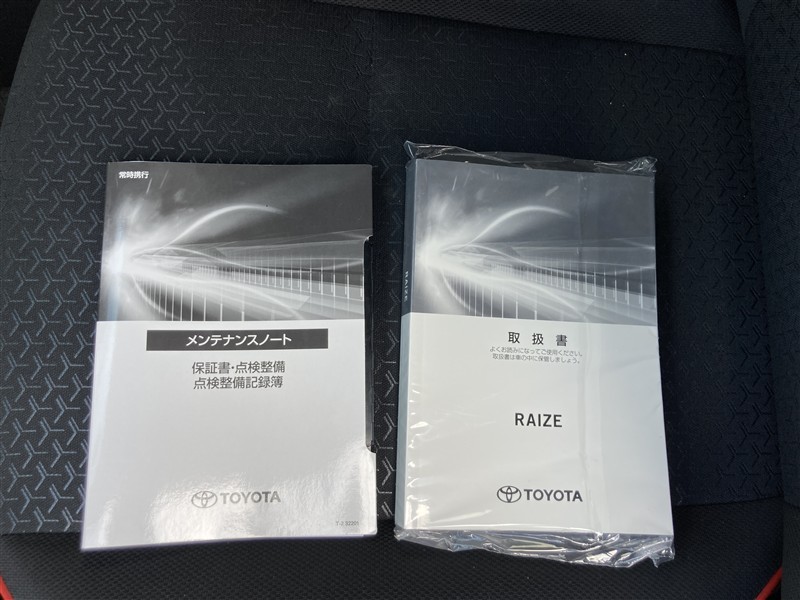 常時携行
メンテナンスノート
保証書・点検整備
点検整備記録簿
TOYOTA
RAIZE
取扱書
よくお読みになってご使用ください。
取扱書は車の中に保管しましょう。
RAIZE
TOYOTA